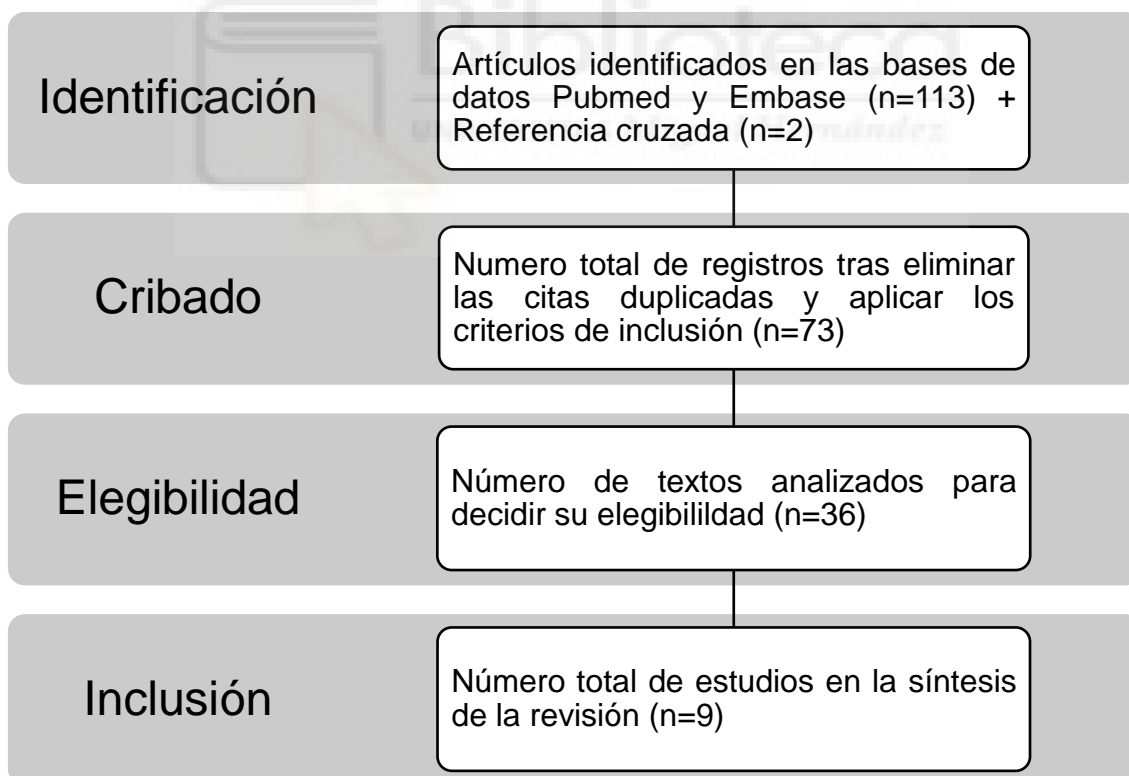 Biblioteca
Identificación
Artículos identificados en las bases de
datos Pubmed y Embase (n=113) +
Referencia cruzada (n=2)
Cribado
Numero total de registros tras eliminar
las citas duplicadas y aplicar los
criterios de inclusión (n=73)
Elegibilidad
Número de textos analizados para
decidir su elegibilildad (n=36)
Inclusión
Número total de estudios en la síntesis
de la revisión (n=9)